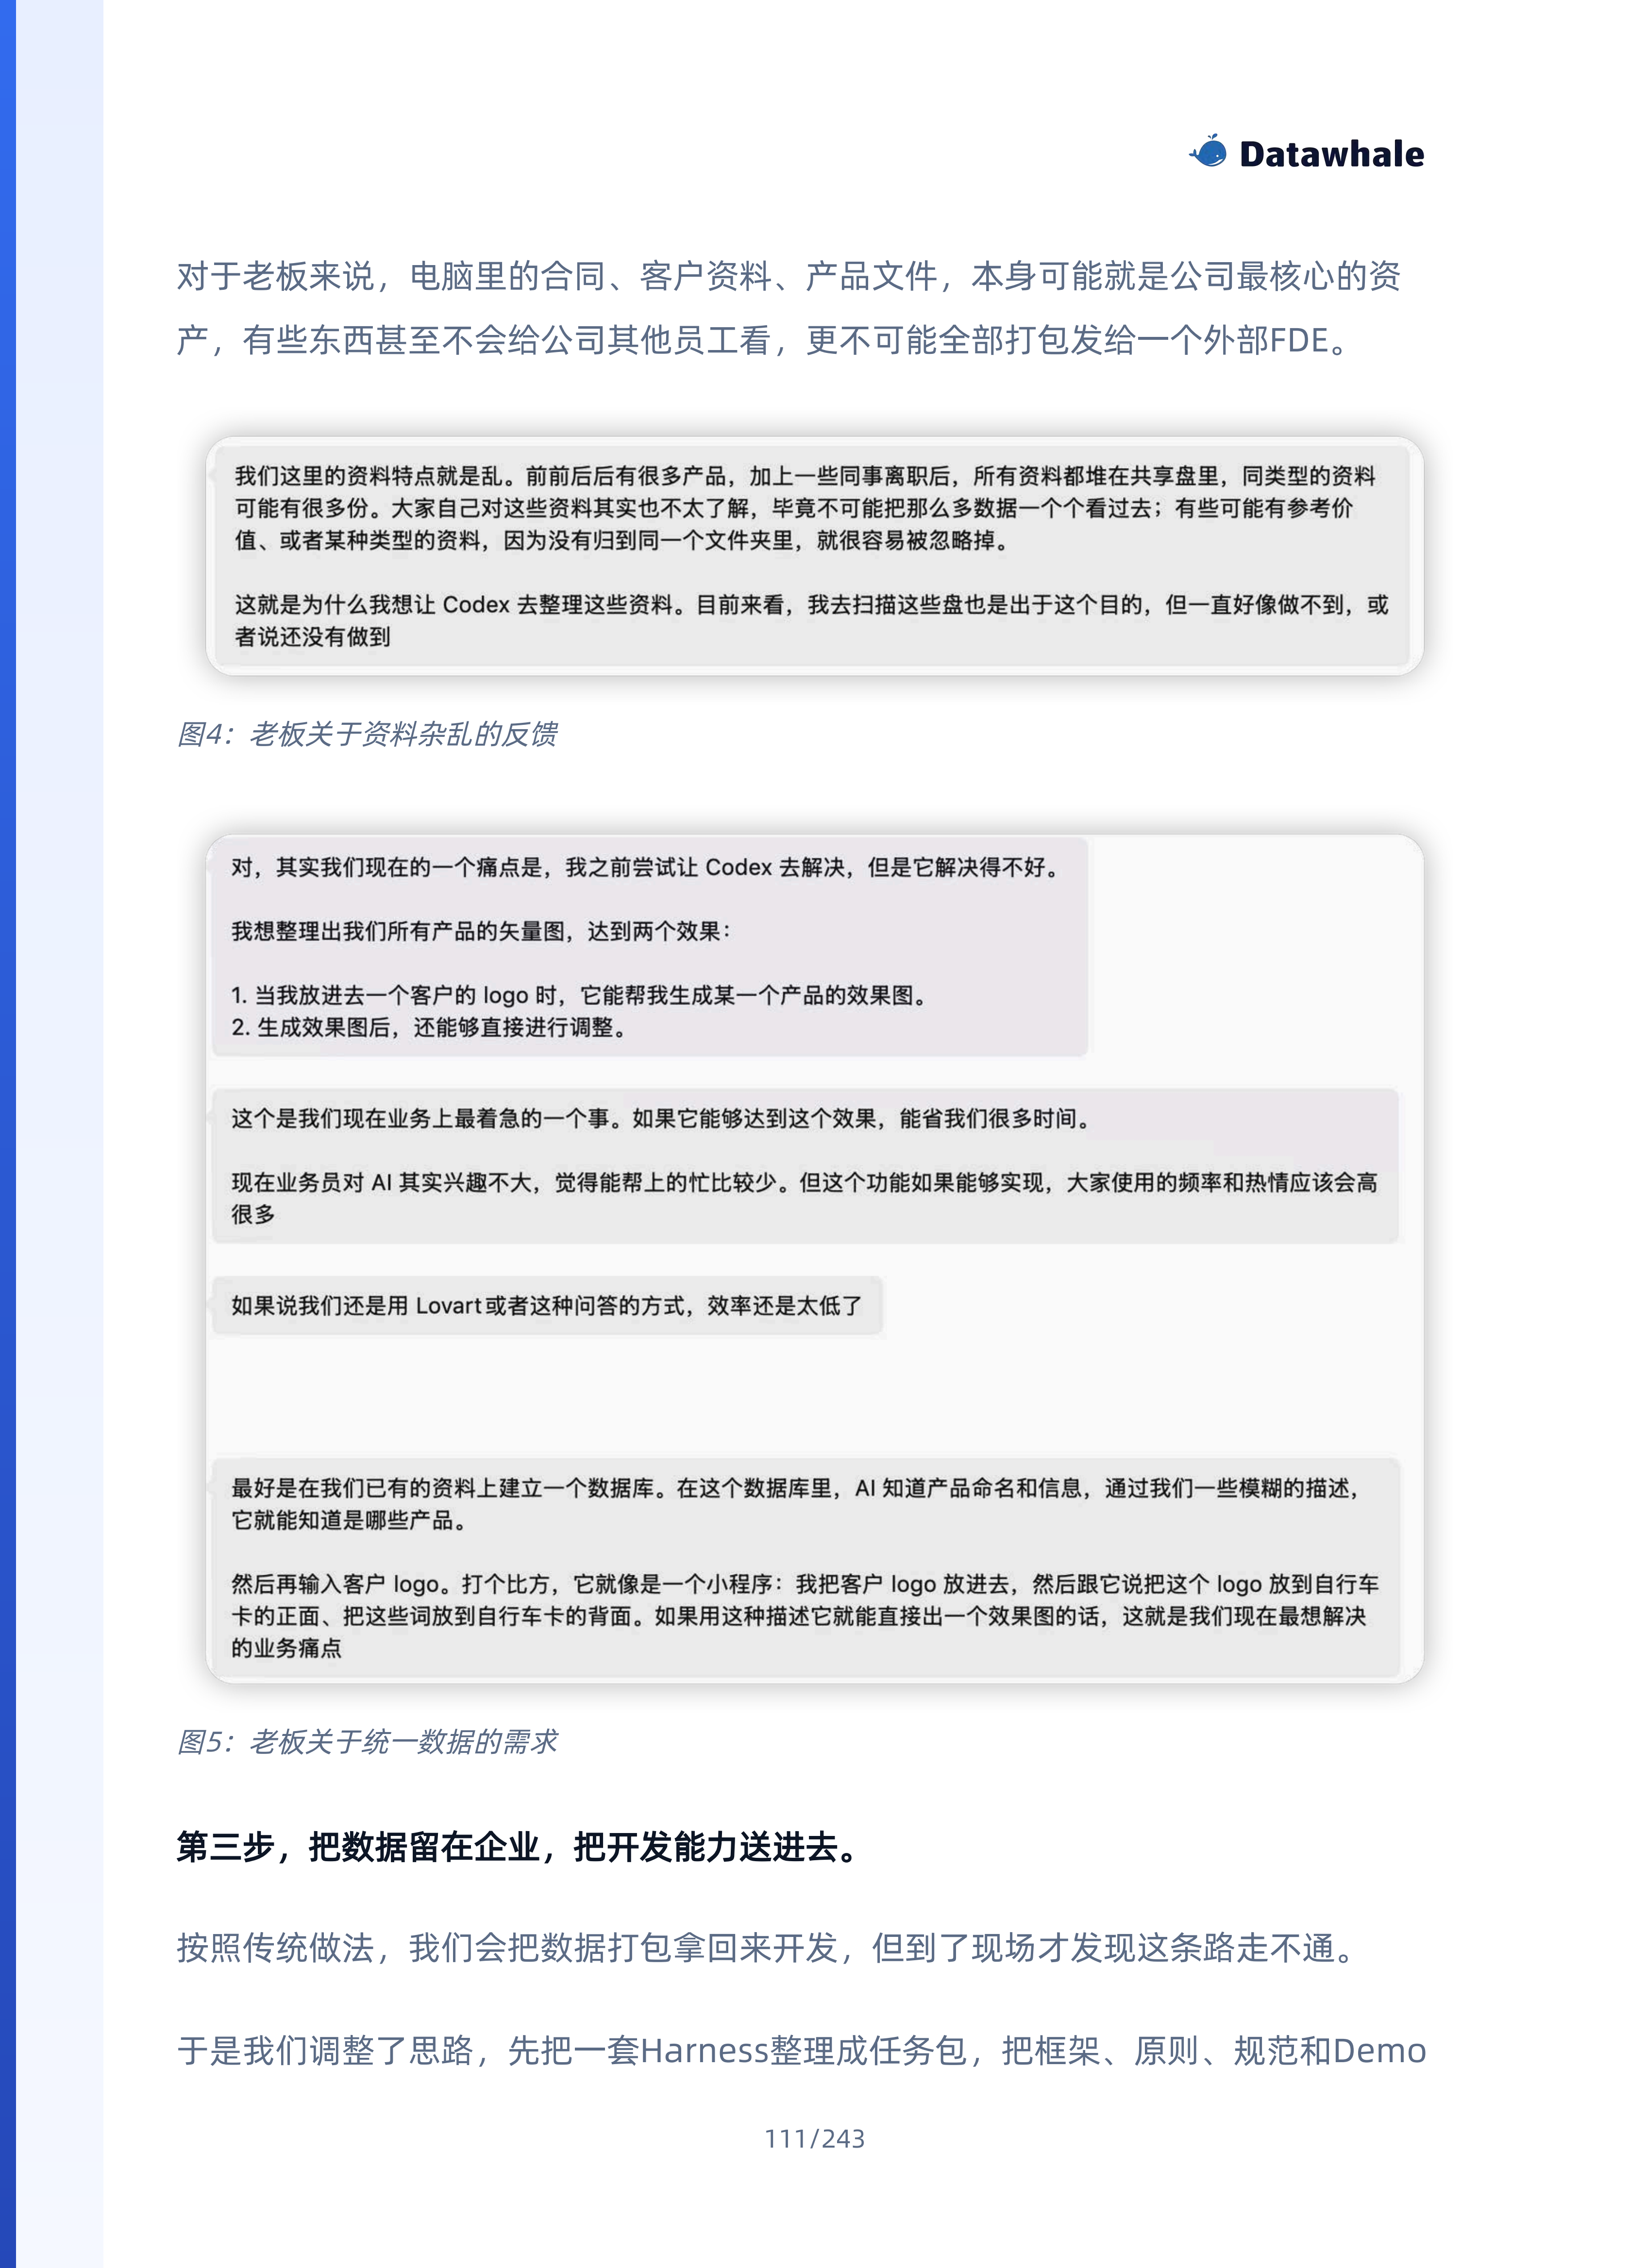 Datawhale
对于老板来说，电脑里的合同、客户资料、产品文件，本身可能就是公司最核心的资
产，有些东西甚至不会给公司其他员工看，更不可能全部打包发给一个外部FDE。
我们这里的资料特点就是乱。前前后后有很多产品，加上一些同事离职后，所有资料都堆在共享盘里，同类型的资料
可能有很多份。大家自己对这些资料其实也不太了解，毕竟不可能把那么多数据一个个看过去；有些可能有参考价
值、或者某种类型的资料，因为没有归到同一个文件夹里，就很容易被忽略掉。
这就是为什么我想让 Codex 去整理这些资料。目前来看，我去扫描这些盘也是出于这个目的，但一直好像做不到，或
者说还没有做到
图4：老板关于资料杂乱的反馈
对，其实我们现在的一个痛点是，我之前尝试让 Codex 去解决，但是它解决得不好。
我想整理出我们所有产品的矢量图，达到两个效果：
1. 当我放进去一个客户的 logo 时，它能帮我生成某一个产品的效果图。
2. 生成效果图后，还能够直接进行调整。
这个是我们现在业务上最着急的一个事。如果它能够达到这个效果，能省我们很多时间。
现在业务员对 AI 其实兴趣不大，觉得能帮上的忙比较少。但这个功能如果能够实现，大家使用的频率和热情应该会高
很多
如果说我们还是用 Lovart或者这种问答的方式，效率还是太低了
最好是在我们已有的资料上建立一个数据库。在这个数据库里，AI 知道产品命名和信息，通过我们一些模糊的描述，
它就能知道是哪些产品。
然后再输入客户 logo。打个比方，它就像是一个小程序：我把客户 logo 放进去，然后跟它说把这个 logo 放到自行车
卡的正面、把这些词放到自行车卡的背面。如果用这种描述它就能直接出一个效果图的话，这就是我们现在最想解决
的业务痛点
图5：老板关于统一数据的需求
第三步，把数据留在企业，把开发能力送进去。
按照传统做法，我们会把数据打包拿回来开发，但到了现场才发现这条路走不通。
于是我们调整了思路，先把一套Harness整理成任务包，把框架、原则、规范和Demo
111/243